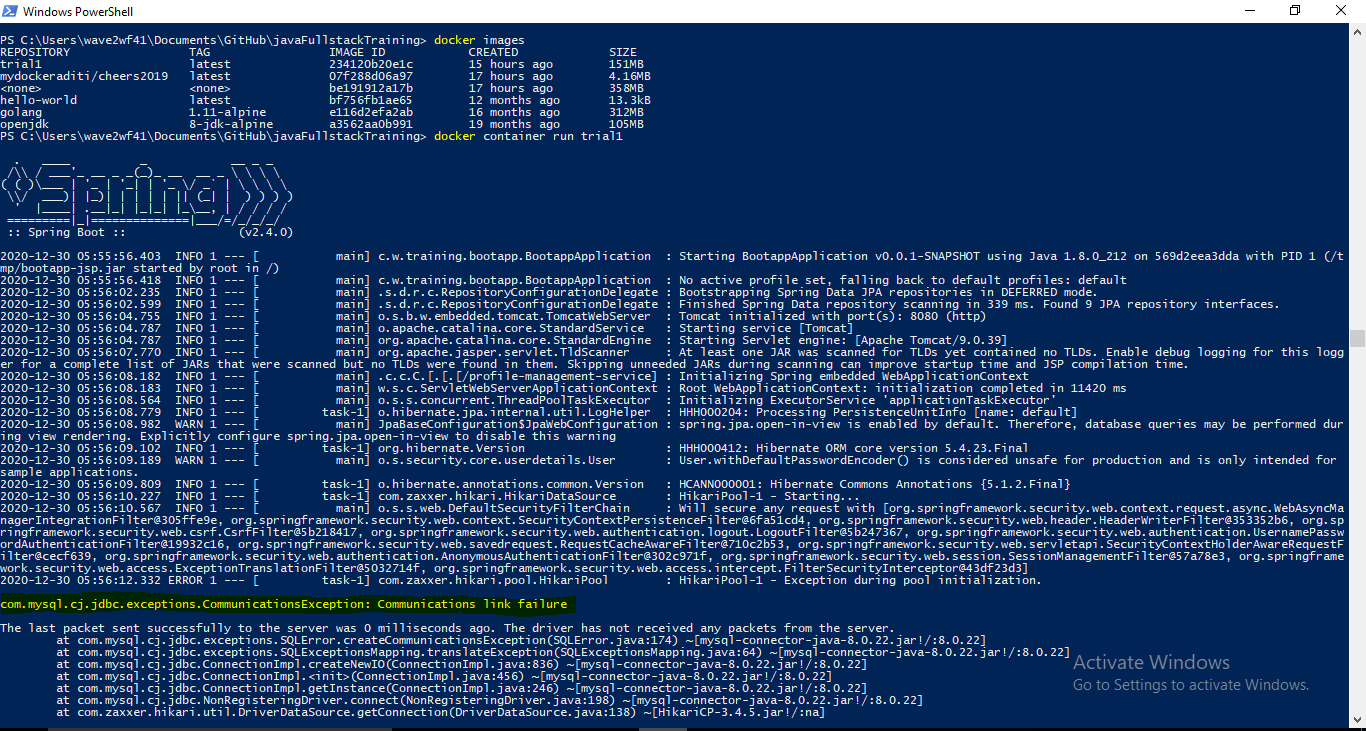 Windows PowerShell
PS C:\Users\wave2wf41\Documents\GitHub\javaFullstackTraining> docker images
REPOSITORY TAG IMAGE ID CREATED SIZE
trial1 latest 234120b20e1c 15 hours ago 151MB
mydockeraditi/cheers2019 latest 07f288d06a97 17 hours ago 4.16MB
<none> <none> be191912a17b 17 hours ago 358MB
hello-world latest bf756fb1ae65 12 months ago 13.3kB
golang 1.11-alpine e116d2efa2ab 16 months ago 312MB
openjdk 8-jdk-alpine a3562aa0b991 19 months ago 105MB
PS C:\Users\wave2wf41\Documents\GitHub\javaFullstackTraining> docker container run trial1
  .   ____          _            __ _ _
 /\\ / ___'_ __ _ _(_)_ __  __ _ \ \ \ \
( ( )\___ | '_ | '_| | '_ \/ _` | \ \ \ \
 \\/  ___)| |_)| | | | | || (_| |  ) ) ) )
  '  |____| .__|_| |_|_| |_\__, | / / / /
 =========|_|==============|___/=/_/_/_/
 :: Spring Boot ::                (v2.4.0)
2020-12-30 05:55:56.403 INFO 1 --- [ main] c.w.training.bootapp.BootappApplication : Starting BootappApplication v0.0.1-SNAPSHOT using Java 1.8.0_212 on 569d2eea3dda with PID 1 (/t
mp/bootapp-jsp.jar started by root in /)
2020-12-30 05:55:56.418 INFO 1 --- [ main] c.w.training.bootapp.BootappApplication : No active profile set, falling back to default profiles: default
2020-12-30 05:56:02.235 INFO 1 --- [ main] .s.d.r.c.RepositoryConfigurationDelegate : Bootstrapping Spring Data JPA repositories in DEFERRED mode.
2020-12-30 05:56:02.599 INFO 1 --- [ main] .s.d.r.c.RepositoryConfigurationDelegate : Finished Spring Data repository scanning in 339 ms. Found 9 JPA repository interfaces.
2020-12-30 05:56:04.755 INFO 1 --- [ main] o.s.b.w.embedded.tomcat.TomcatWebServer : Tomcat initialized with port(s): 8080 (http)
2020-12-30 05:56:04.787 INFO 1 --- [ main] o.apache.catalina.core.StandardService : Starting service [Tomcat]
2020-12-30 05:56:04.787 INFO 1 --- [ main] org.apache.catalina.core.StandardEngine : Starting Servlet engine: [Apache Tomcat/9.0.39]
2020-12-30 05:56:07.770 INFO 1 --- [ main] org.apache.jasper.servlet.TldScanner : At least one JAR was scanned for TLDs yet contained no TLDs. Enable debug logging for this logg
er for a complete list of JARs that were scanned but no TLDs were found in them. Skipping unneeded JARs during scanning can improve startup time and JSP compilation time.
2020-12-30 05:56:08.182 INFO 1 --- [ main] .c.c.C.[.[.[/profile-management-service] : Initializing Spring embedded WebApplicationContext
2020-12-30 05:56:08.183 INFO 1 --- [ main] w.s.c.ServletWebServerApplicationContext : Root WebApplicationContext: initialization completed in 11420 ms
2020-12-30 05:56:08.564 INFO 1 --- [ main] o.s.s.concurrent.ThreadPoolTaskExecutor : Initializing ExecutorService 'applicationTaskExecutor'
2020-12-30 05:56:08.779 INFO 1 --- [ task-1] o.hibernate.jpa.internal.util.LogHelper : HHH000204: Processing PersistenceUnitInfo [name: default]
2020-12-30 05:56:08.982 WARN 1 --- [ main] JpaBaseConfiguration$JpaWebConfiguration : spring.jpa.open-in-view is enabled by default. Therefore, database queries may be performed dur
ing view rendering. Explicitly configure spring.jpa.open-in-view to disable this warning
2020-12-30 05:56:09.102 INFO 1 --- [ task-1] org.hibernate.Version : HHH000412: Hibernate ORM core version 5.4.23.Final
2020-12-30 05:56:09.189 WARN 1 --- [ main] o.s.security.core.userdetails.User : User.withDefaultPasswordEncoder() is considered unsafe for production and is only intended for
sample applications.
2020-12-30 05:56:09.809 INFO 1 --- [ task-1] o.hibernate.annotations.common.Version : HCANN000001: Hibernate Commons Annotations {5.1.2.Final}
2020-12-30 05:56:10.227 INFO 1 --- [ task-1] com.zaxxer.hikari.HikariDataSource : HikariPool-1 - Starting...
2020-12-30 05:56:10.567 INFO 1 --- [ main] o.s.s.web.DefaultSecurityFilterChain : Will secure any request with [org.springframework.security.web.context.request.async.WebAsyncMa
nagerIntegrationFilter@305ffe9e, org.springframework.security.web.context.SecurityContextPersistenceFilter@6fa51cd4, org.springframework.security.web.header.HeaderWriterFilter@353352b6, org.sp
ringframework.security.web.csrf.CsrfFilter@5b218417, org.springframework.security.web.authentication.logout.LogoutFilter@5b247367, org.springframework.security.web.authentication.UsernamePassw
ordAuthenticationFilter@19932c16, org.springframework.security.web.savedrequest.RequestCacheAwareFilter@710c2b53, org.springframework.security.web.servletapi.SecurityContextHolderAwareRequestF
ilter@cecf639, org.springframework.security.web.authentication.AnonymousAuthenticationFilter@302c971f, org.springframework.security.web.session.SessionManagementFilter@57a78e3, org.springframe
work.security.web.access.ExceptionTranslationFilter@5032714f, org.springframework.security.web.access.intercept.FilterSecurityInterceptor@43df23d3]
2020-12-30 05:56:12.332 ERROR 1 --- [ task-1] com.zaxxer.hikari.pool.HikariPool : HikariPool-1 - Exception during pool initialization.
com.mysql.cj.jdbc.exceptions.CommunicationsException: Communications link failure
The last packet sent successfully to the server was 0 milliseconds ago. The driver has not received any packets from the server.
at com.mysql.cj.jdbc.exceptions.SQLError.createCommunicationsException(SQLError.java:174) ~[mysql-connector-java-8.0.22.jar!/:8.0.22]
at com.mysql.cj.jdbc.exceptions.SQLExceptionsMapping.translateException(SQLExceptionsMapping.java:64) ~[mysql-connector-java-8.0.22.jar!/:8.0.22]
at com.mysql.cj.jdbc.ConnectionImpl.createNewIO(ConnectionImpl.java:836) ~[mysql-connector-java-8.0.22.jar!/:8.0.22]
at com.mysql.cj.jdbc.ConnectionImpl.<init>(ConnectionImpl.java:456) ~[mysql-connector-java-8.0.22.jar!/:8.0.22]
at com.mysql.cj.jdbc.ConnectionImpl.getInstance(ConnectionImpl.java:246) ~[mysql-connector-java-8.0.22.jar!/:8.0.22]
at com.mysql.cj.jdbc.NonRegisteringDriver.connect(NonRegisteringDriver.java:198) ~[mysql-connector-java-8.0.22.jar!/:8.0.22]
at com.zaxxer.hikari.util.DriverDataSource.getConnection(DriverDataSource.java:138) ~[HikariCP-3.4.5.jar!/:na]
Activate Windows
Go to Settings to activate Windows.